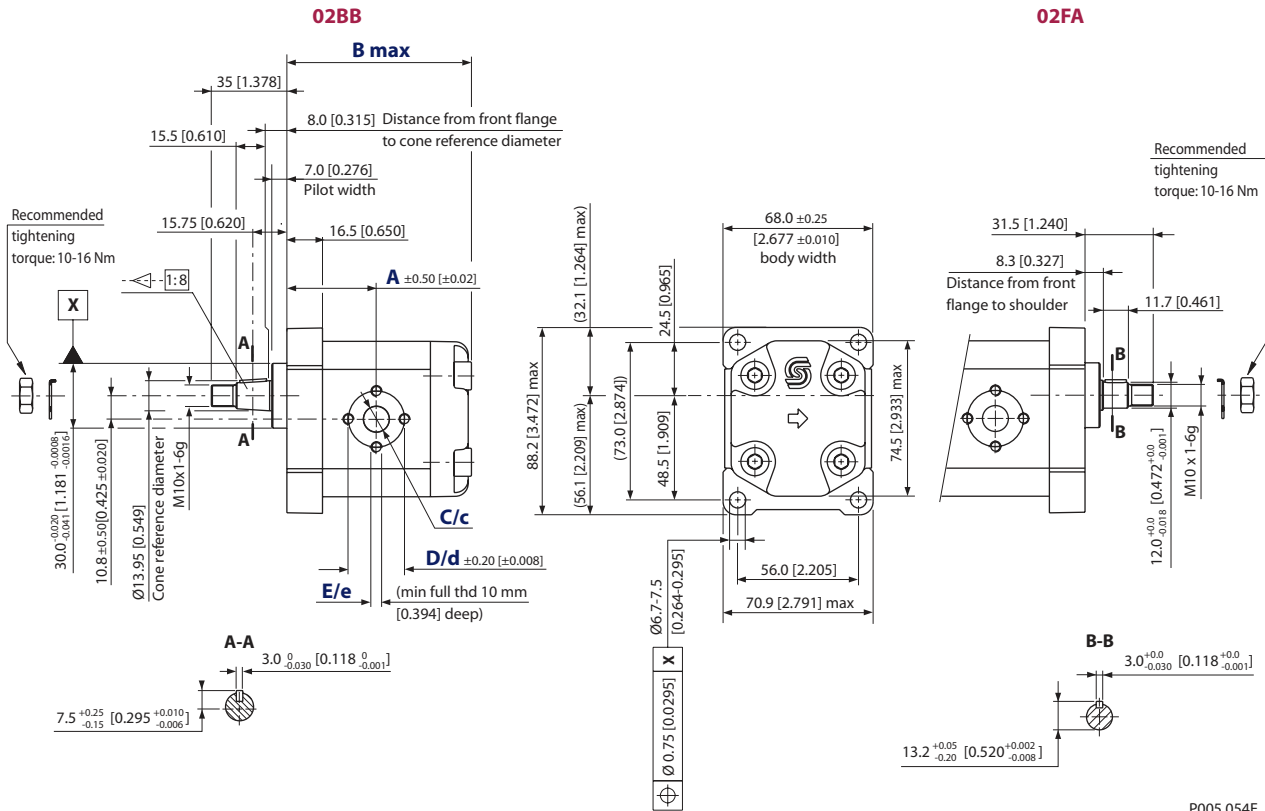 02BB
02FA
B max
35 [1.378]
8.0 [0.315] Distance from front flange
to cone reference diameter
15.5 [0.610]
7.0 [0.276]
Pilot width
Recommended
tightening
torque: 10-16 Nm
15.75 [0.620]
16.5 [0.650]
A ±0.50 [±0.02]
1:8
X
A
A
30.0 -0.020 -0.041 [1.181 -0.0008 -0.0016]
10.8 ±0.50[0.425 ±0.020]
Ø13.95 [0.549]
Cone reference diameter
M10x1-6g
C/c
D/d ±0.20 [±0.008]
E/e
(min full thd 10 mm
[0.394] deep)
A-A
3.0 0 -0.030 [0.118 0 -0.001]
7.5 +0.25 -0.15 [0.295 +0.010 -0.006]
68.0 ±0.25
[2.677 ±0.010]
body width
(32.1 [1.264] max)
24.5 [0.965]
88.2 [3.472] max
(56.1 [2.209] max)
(73.0 [2.874])
48.5 [1.909]
74.5 [2.933] max
56.0 [2.205]
70.9 [2.791] max
Ø6.7-7.5
[0.264-0.295]
Ø 0.75 [0.0295] X
Recommended
tightening
torque: 10-16 Nm
31.5 [1.240]
8.3 [0.327]
Distance from front
flange to shoulder
11.7 [0.461]
B
B
12.0 +0.0 -0.018 [0.472 +0.0 -0.001]
M10 x 1-6g
B-B
3.0 +0.0 -0.030 [0.118 +0.0 -0.001]
13.2 +0.05 -0.20 [0.520 +0.002 -0.008]
P005 054E